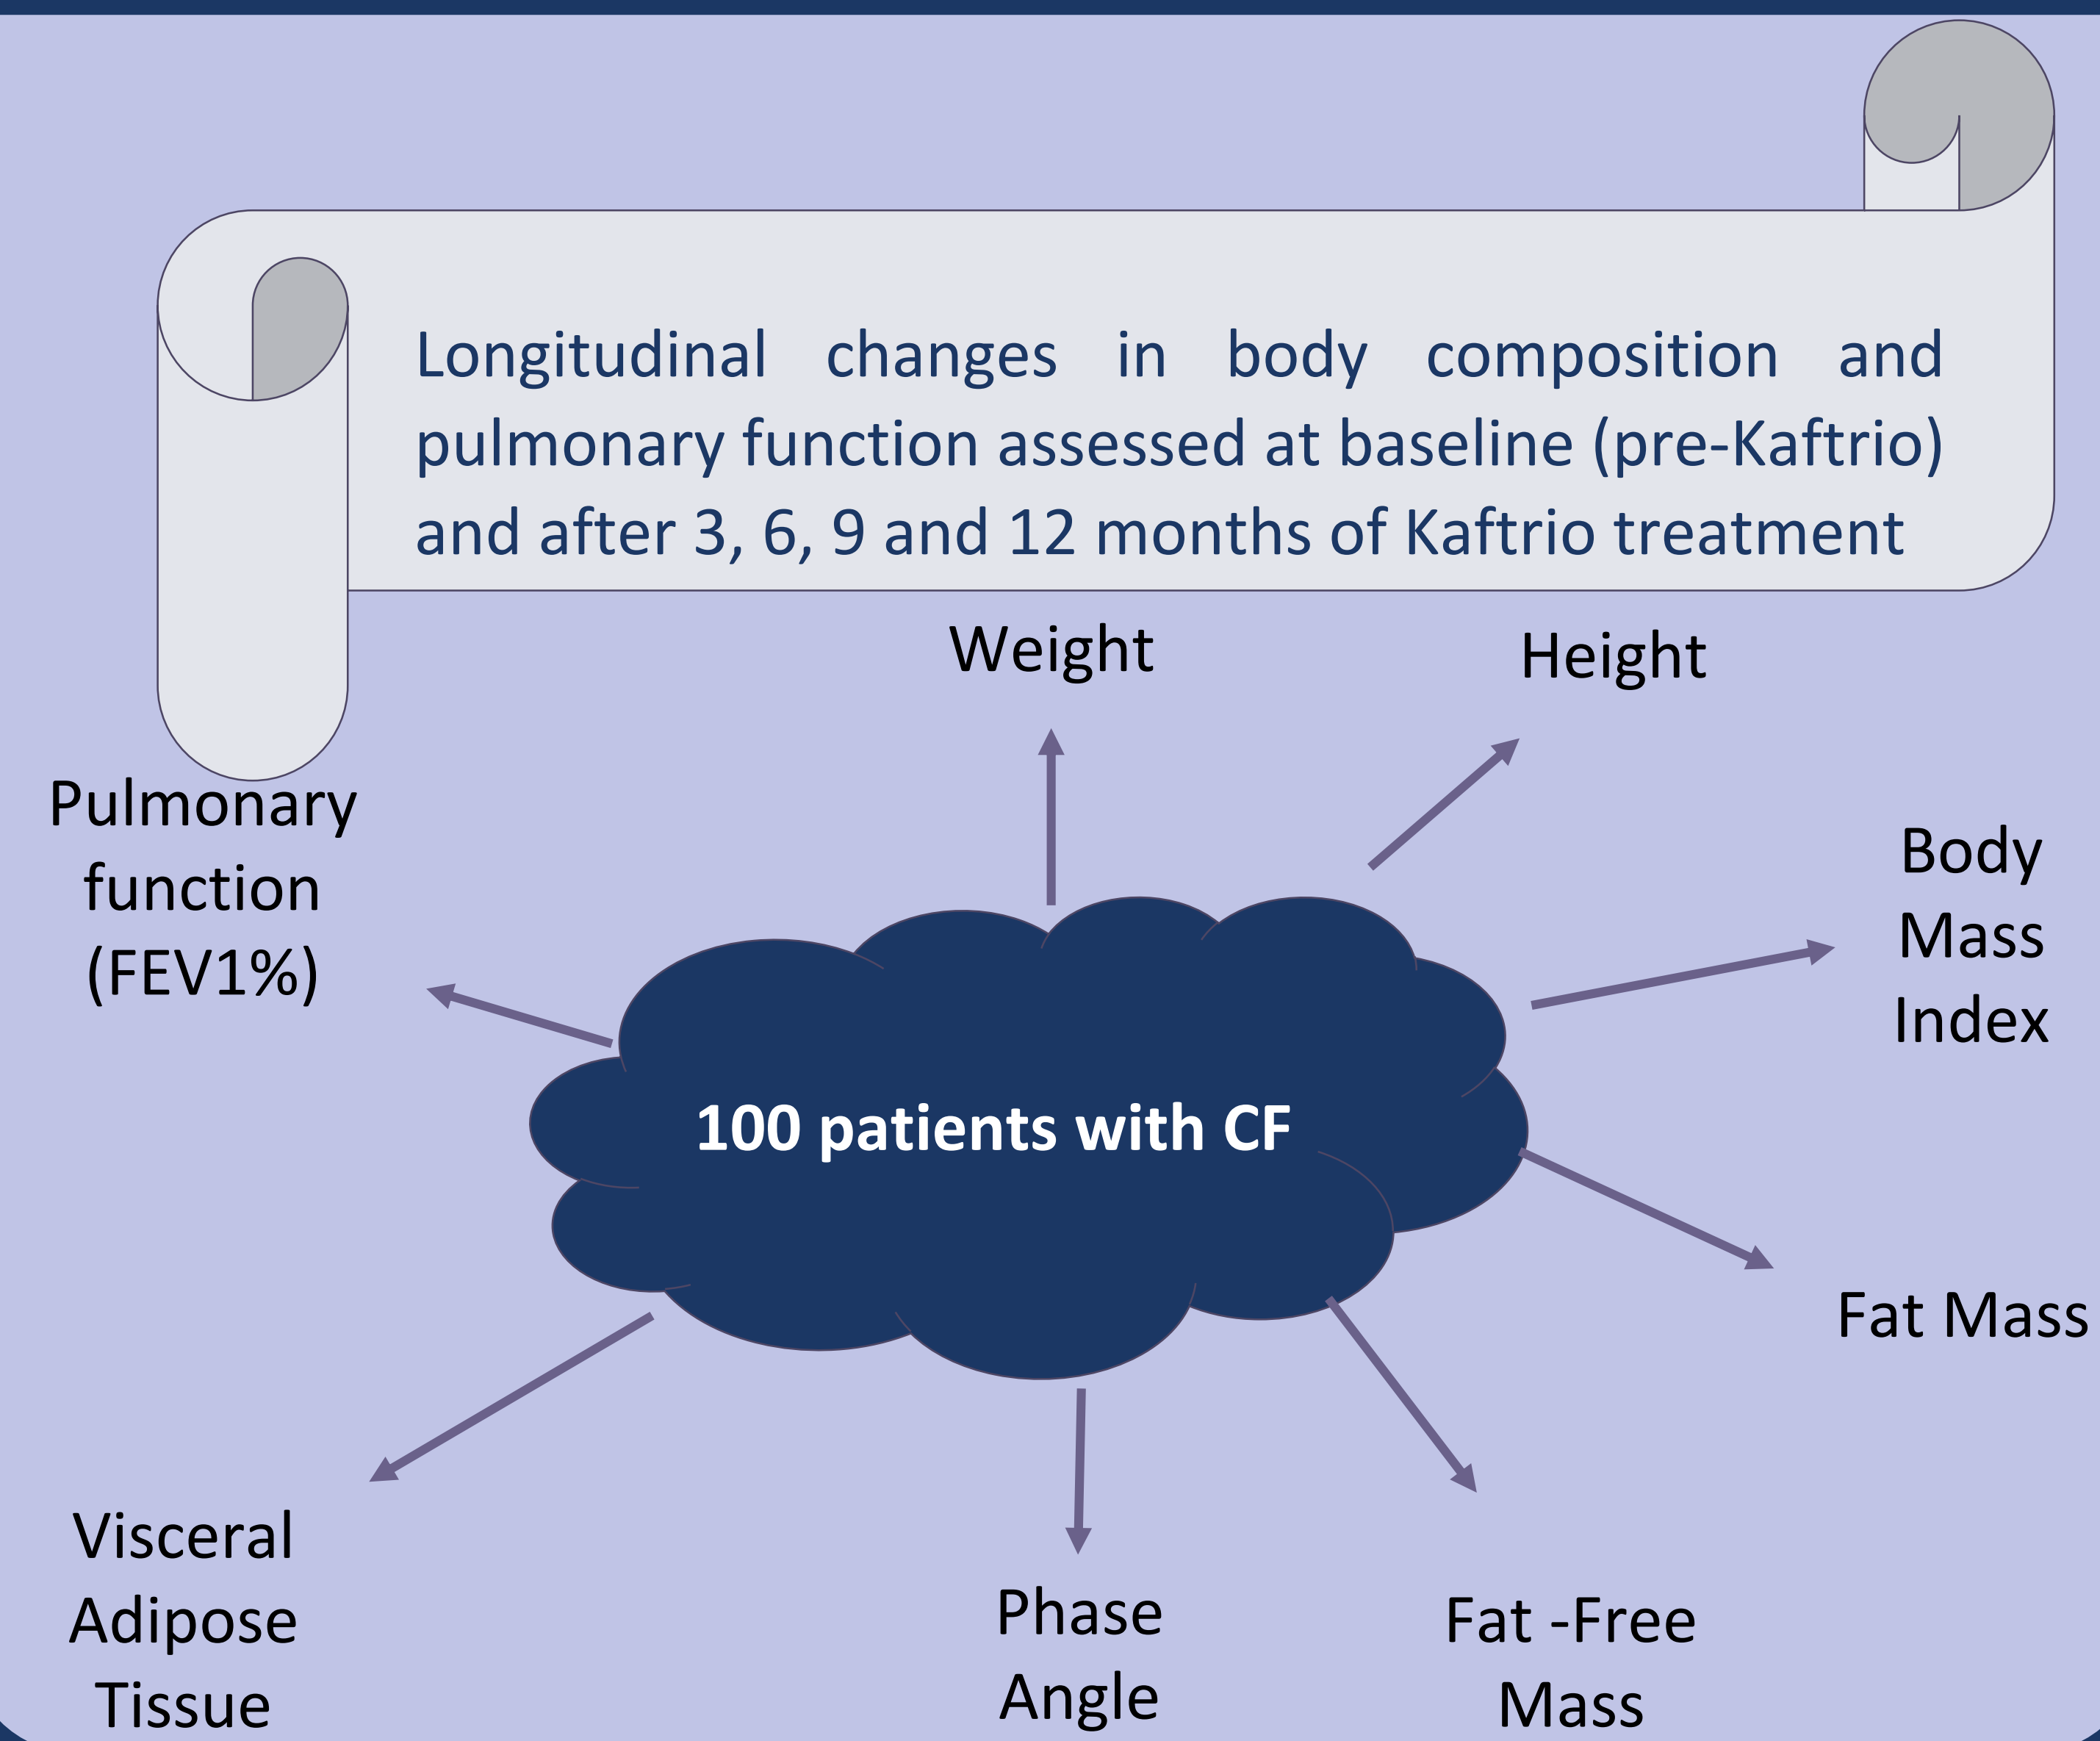 Longitudinal changes in body composition and
pulmonary function assessed at baseline (pre-Kaftrio)
and after 3, 6, 9 and 12 months of Kaftrio treatment
Weight
Height
Pulmonary
function
(FEV1%)
Body
Mass
Index
100 patients with CF
Fat Mass
Visceral
Adipose
Tissue
Phase
Angle
Fat -Free
Mass